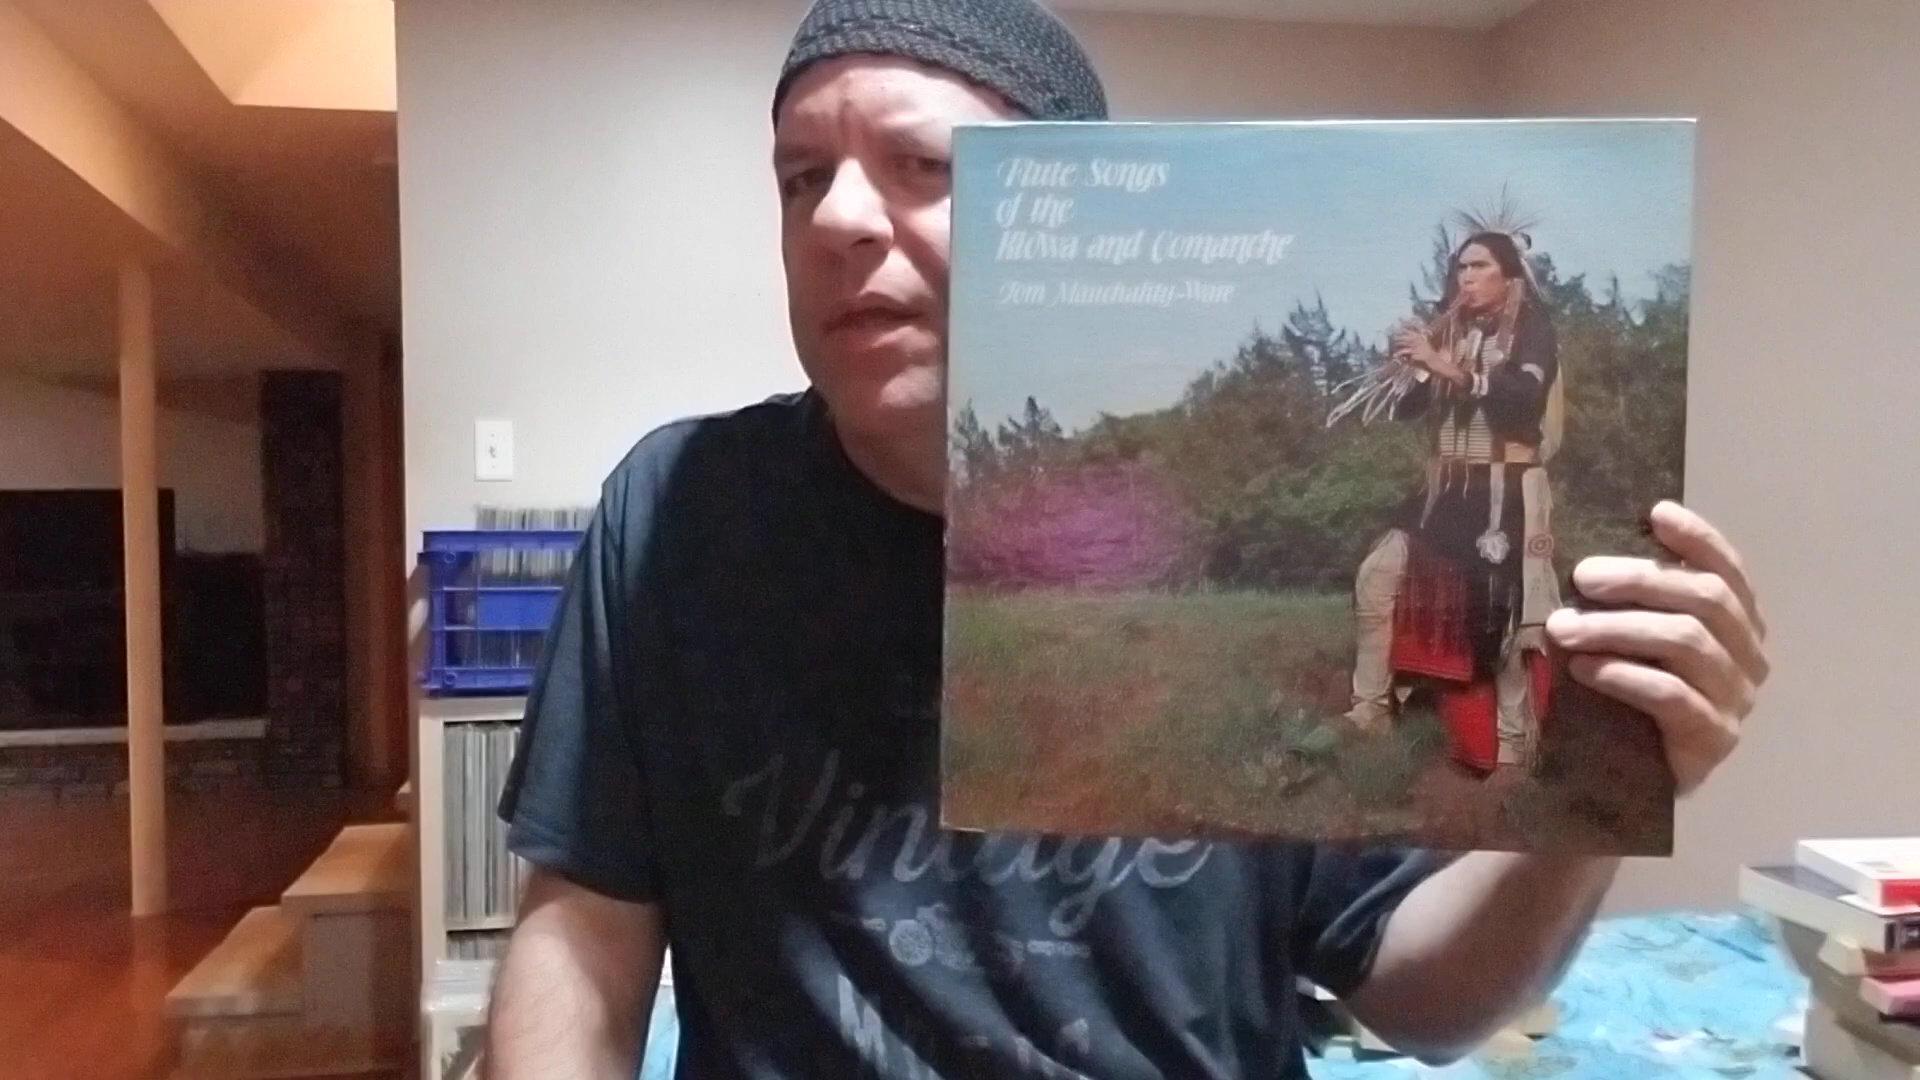 Flute Songs
of the
Kiowa and Comanche
Tom Mauchahty-Ware
Vintage